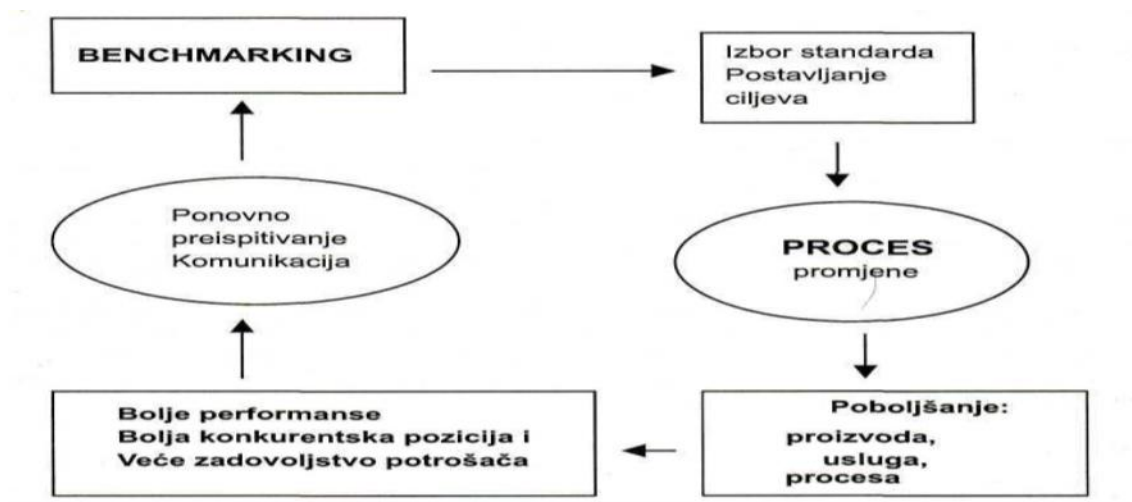 BENCHMARKING
Izbor standarda
Postavljanje
ciljeva
PROCES
promjene
Poboljšanje:
proizvoda,
usluga,
procesa
Bolje performanse
Bolja konkurentska pozicija i
Veće zadovoljstvo potrošača
Ponovno
preispitivanje
Komunikacija